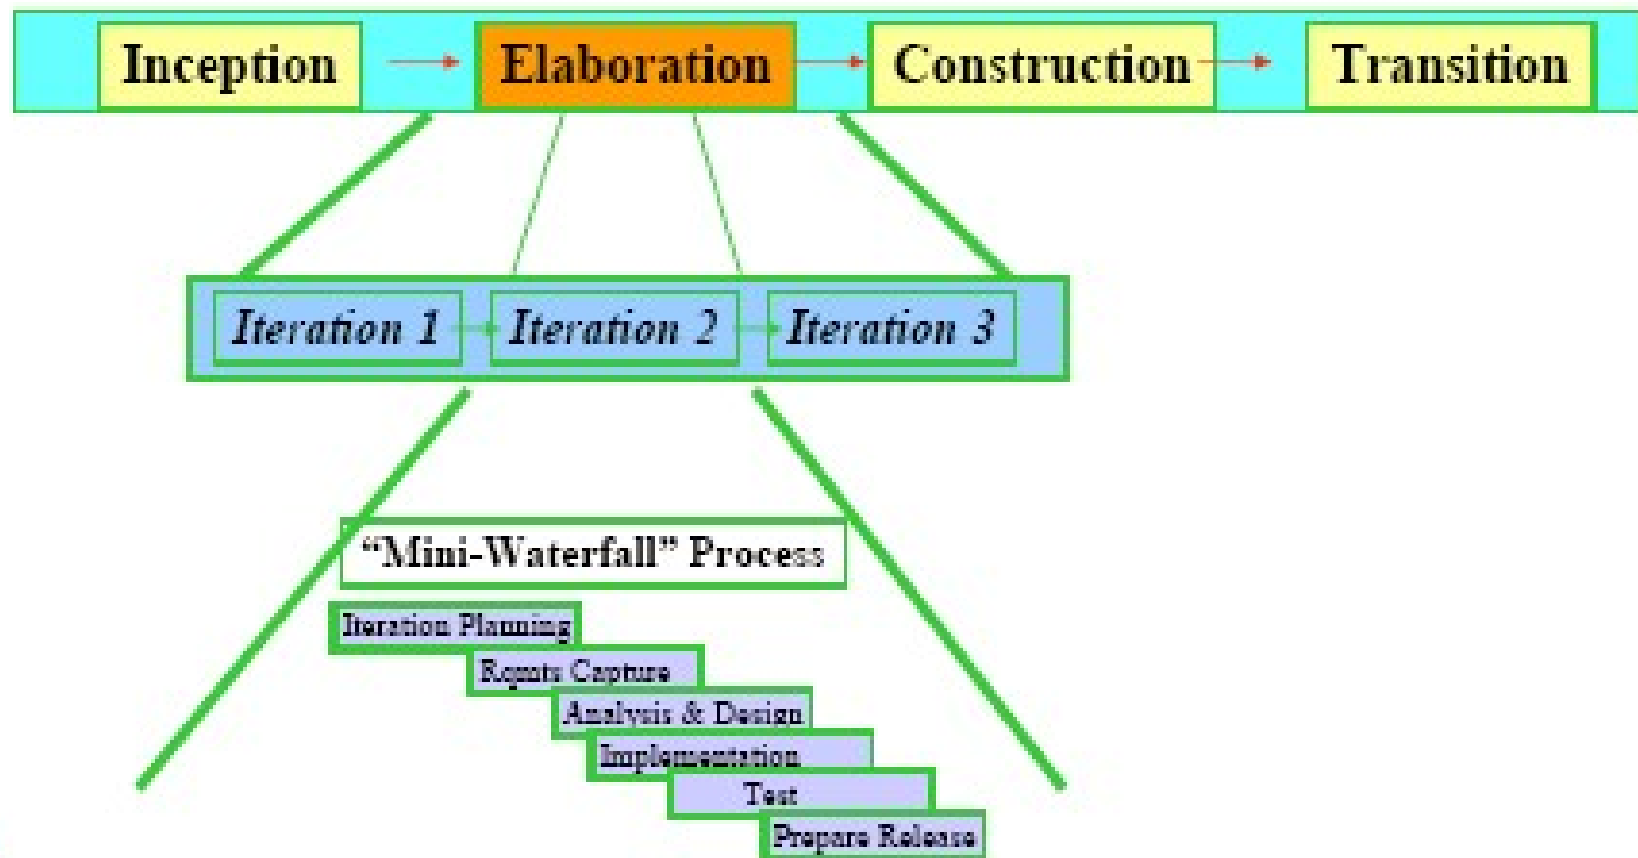 Inception Elaboration Construction Transition
Iteration 1 Iteration 2 Iteration 3
“Mini-Waterfall” Process
Iteration Planning
Rqmts Capture
Analysis & Design
Implementation
Test
Prepare Release